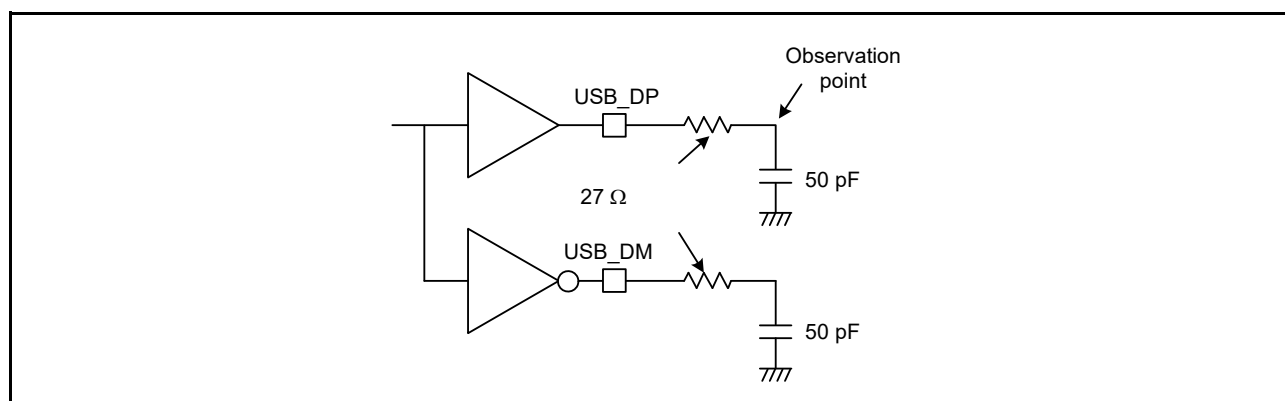 Observation
point
USB_DP
50 pF
27 Ω
USB_DM
50 pF